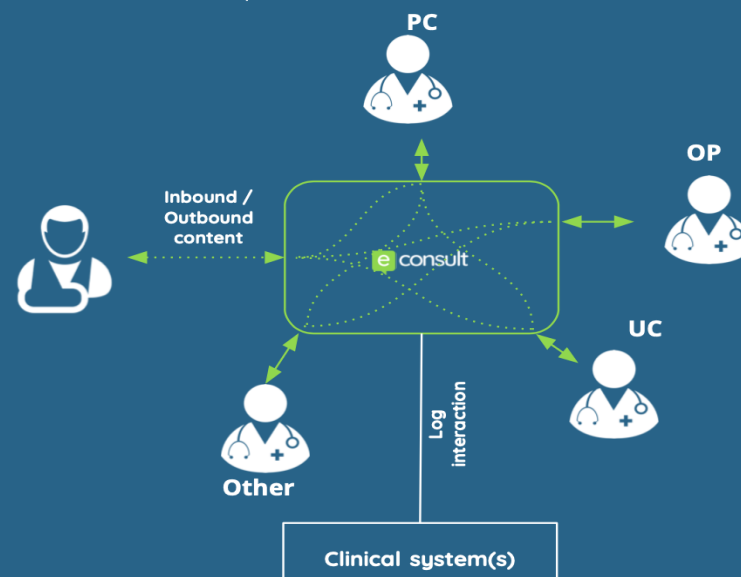 PC
OP
Inbound /
Outbound
content
e consult
UC
Log
interaction
Other
Clinical system(s)